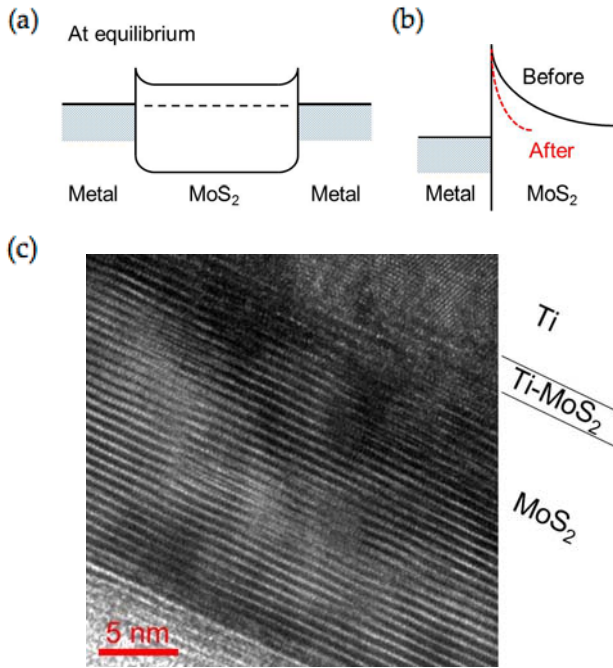 (a)
At equilibrium
Metal
MoS₂
Metal
(b)
Before
After
Metal
MoS₂
(c)
Ti
Ti-MoS₂
MoS₂
5 nm